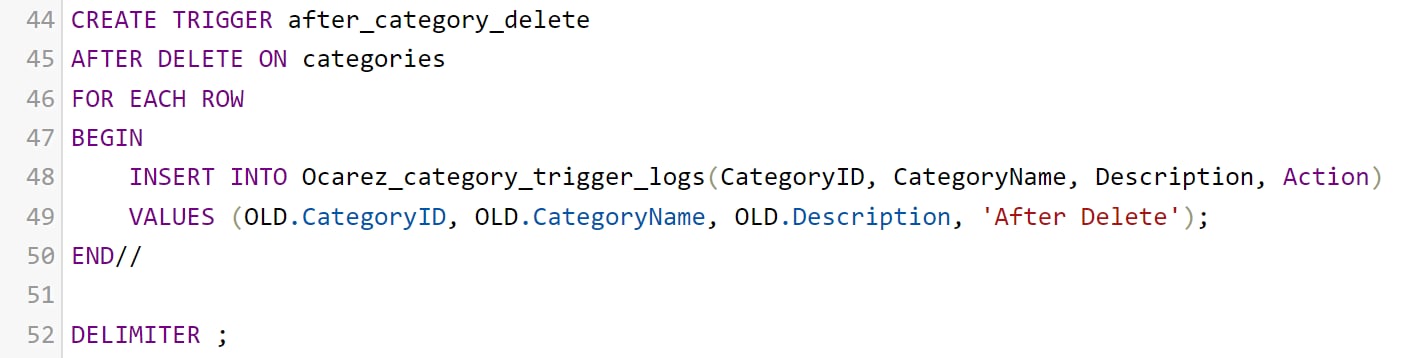 44 CREATE TRIGGER after_category_delete
45 AFTER DELETE ON categories
46 FOR EACH ROW
47 BEGIN
48     INSERT INTO Ocarez_category_trigger_logs(CategoryID, CategoryName, Description, Action)
49     VALUES (OLD.CategoryID, OLD.CategoryName, OLD.Description, 'After Delete');
50 END//
51
52 DELIMITER ;